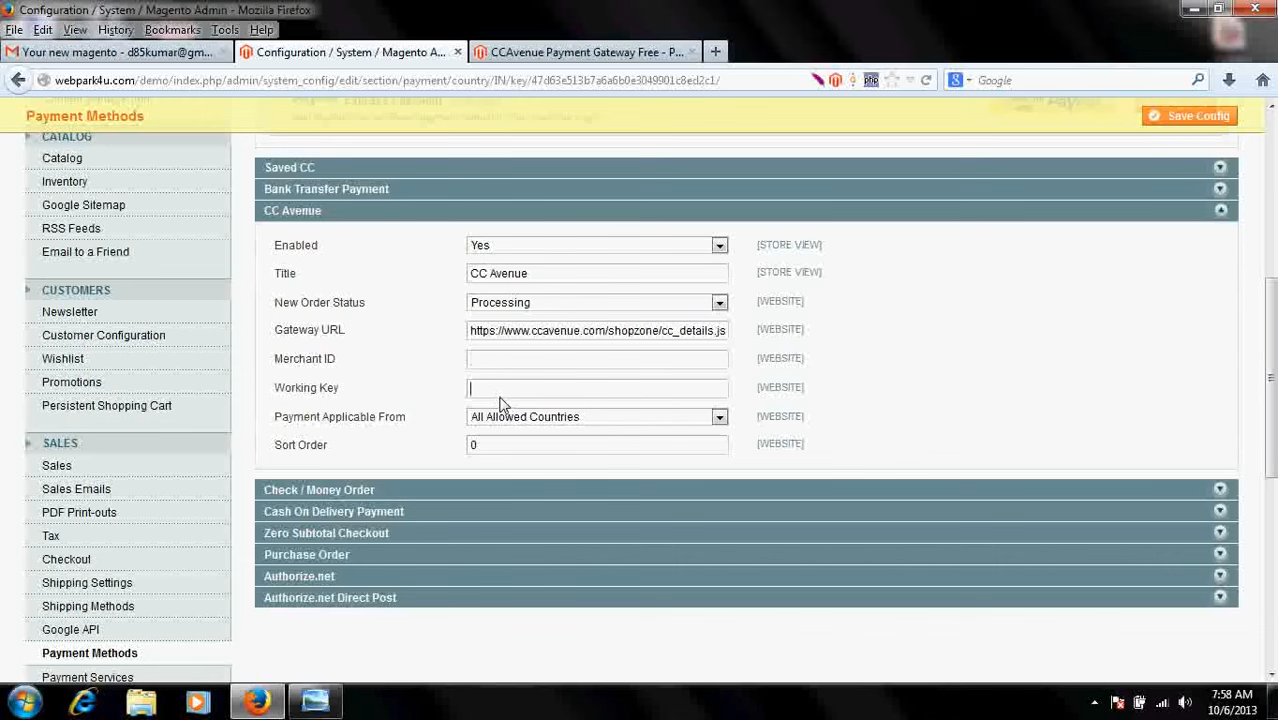 Configuration / System / Magento Admin - Mozilla Firefox
File Edit View History Bookmarks Tools Help
Your new magento - d85kumar@gm...
Configuration / System / Magento A... ×
CCAvenue Payment Gateway Free - P... ×
webpark4u.com/demo/index.php/admin/system_config/edit/section/payment/country/IN/key/47d63e513b7a6a6b0e3049901c8ed2c1.
php
Google
Payment Methods
Save Config
CATALOG
Catalog
Inventory
Google Sitemap
RSS Feeds
Email to a Friend
CUSTOMERS
Newsletter
Customer Configuration
Wishlist
Promotions
Persistent Shopping Cart
SALES
Sales
Sales Emails
PDF Print-outs
Tax
Checkout
Shipping Settings
Shipping Methods
Google API
Payment Methods
Payment Services
Saved CC
Bank Transfer Payment
CC Avenue
Enabled Yes [STORE VIEW]
Title CC Avenue [STORE VIEW]
New Order Status Processing [WEBSITE]
Gateway URL https://www.ccavenue.com/shopzone/cc_details.js [WEBSITE]
Merchant ID [WEBSITE]
Working Key [WEBSITE]
Payment Applicable From All Allowed Countries [WEBSITE]
Sort Order 0 [WEBSITE]
Check / Money Order
Cash On Delivery Payment
Zero Subtotal Checkout
Purchase Order
Authorize.net
Authorize.net Direct Post
7:58 AM
10/6/2013